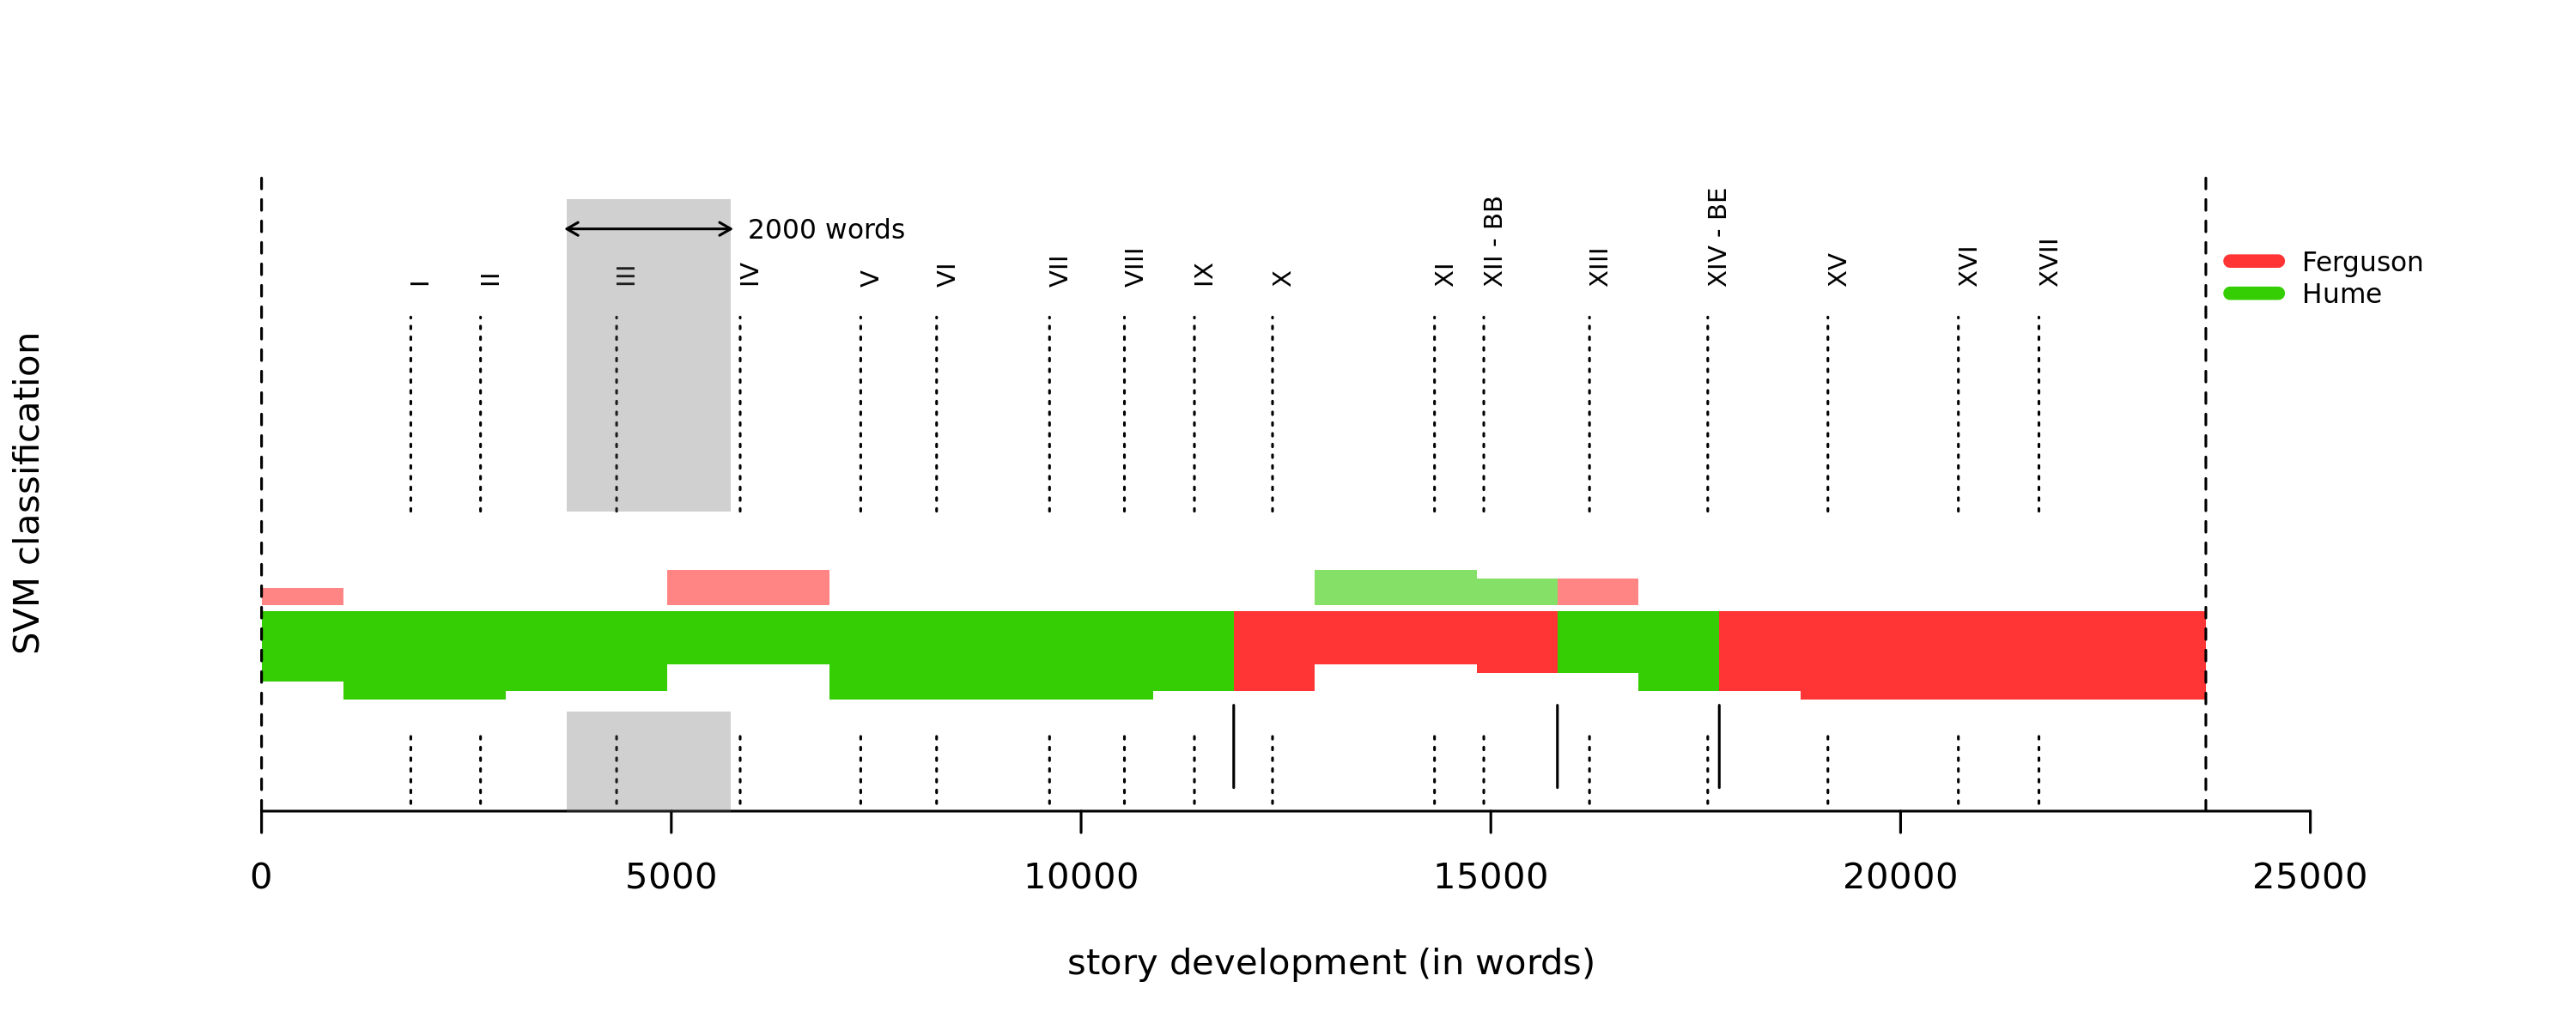 2000 words
I
II
III
IV
V
VI
VII
VIII
IX
X
XI
XII - BB
XIII
XIV - BE
XV
XVI
XVII
Ferguson
Hume
SVM classification
0
5000
10000
15000
20000
25000
story development (in words)